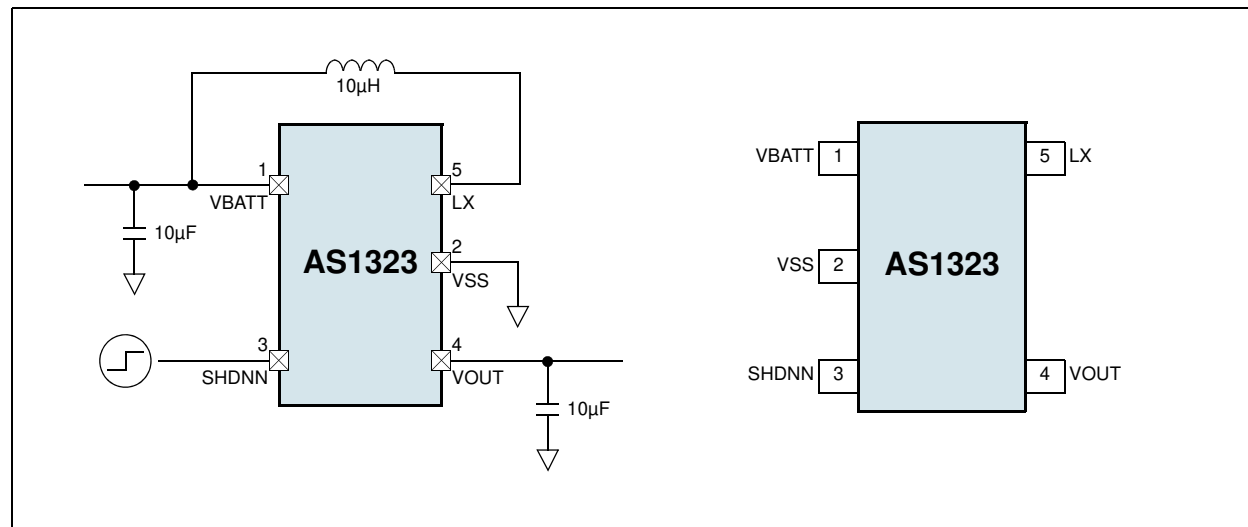 10µH
1
5
VBATT
LX
10µF
AS1323
2
VSS
3
4
SHDNN
VOUT
10µF
VBATT 1
5 LX
VSS 2
AS1323
SHDNN 3
4 VOUT